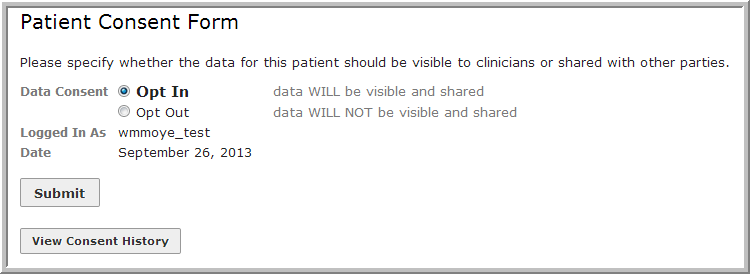 Patient Consent Form
Please specify whether the data for this patient should be visible to clinicians or shared with other parties.
Data Consent Opt In data WILL be visible and shared
Opt Out data WILL NOT be visible and shared
Logged In As wmmoye_test
Date September 26, 2013
Submit
View Consent History